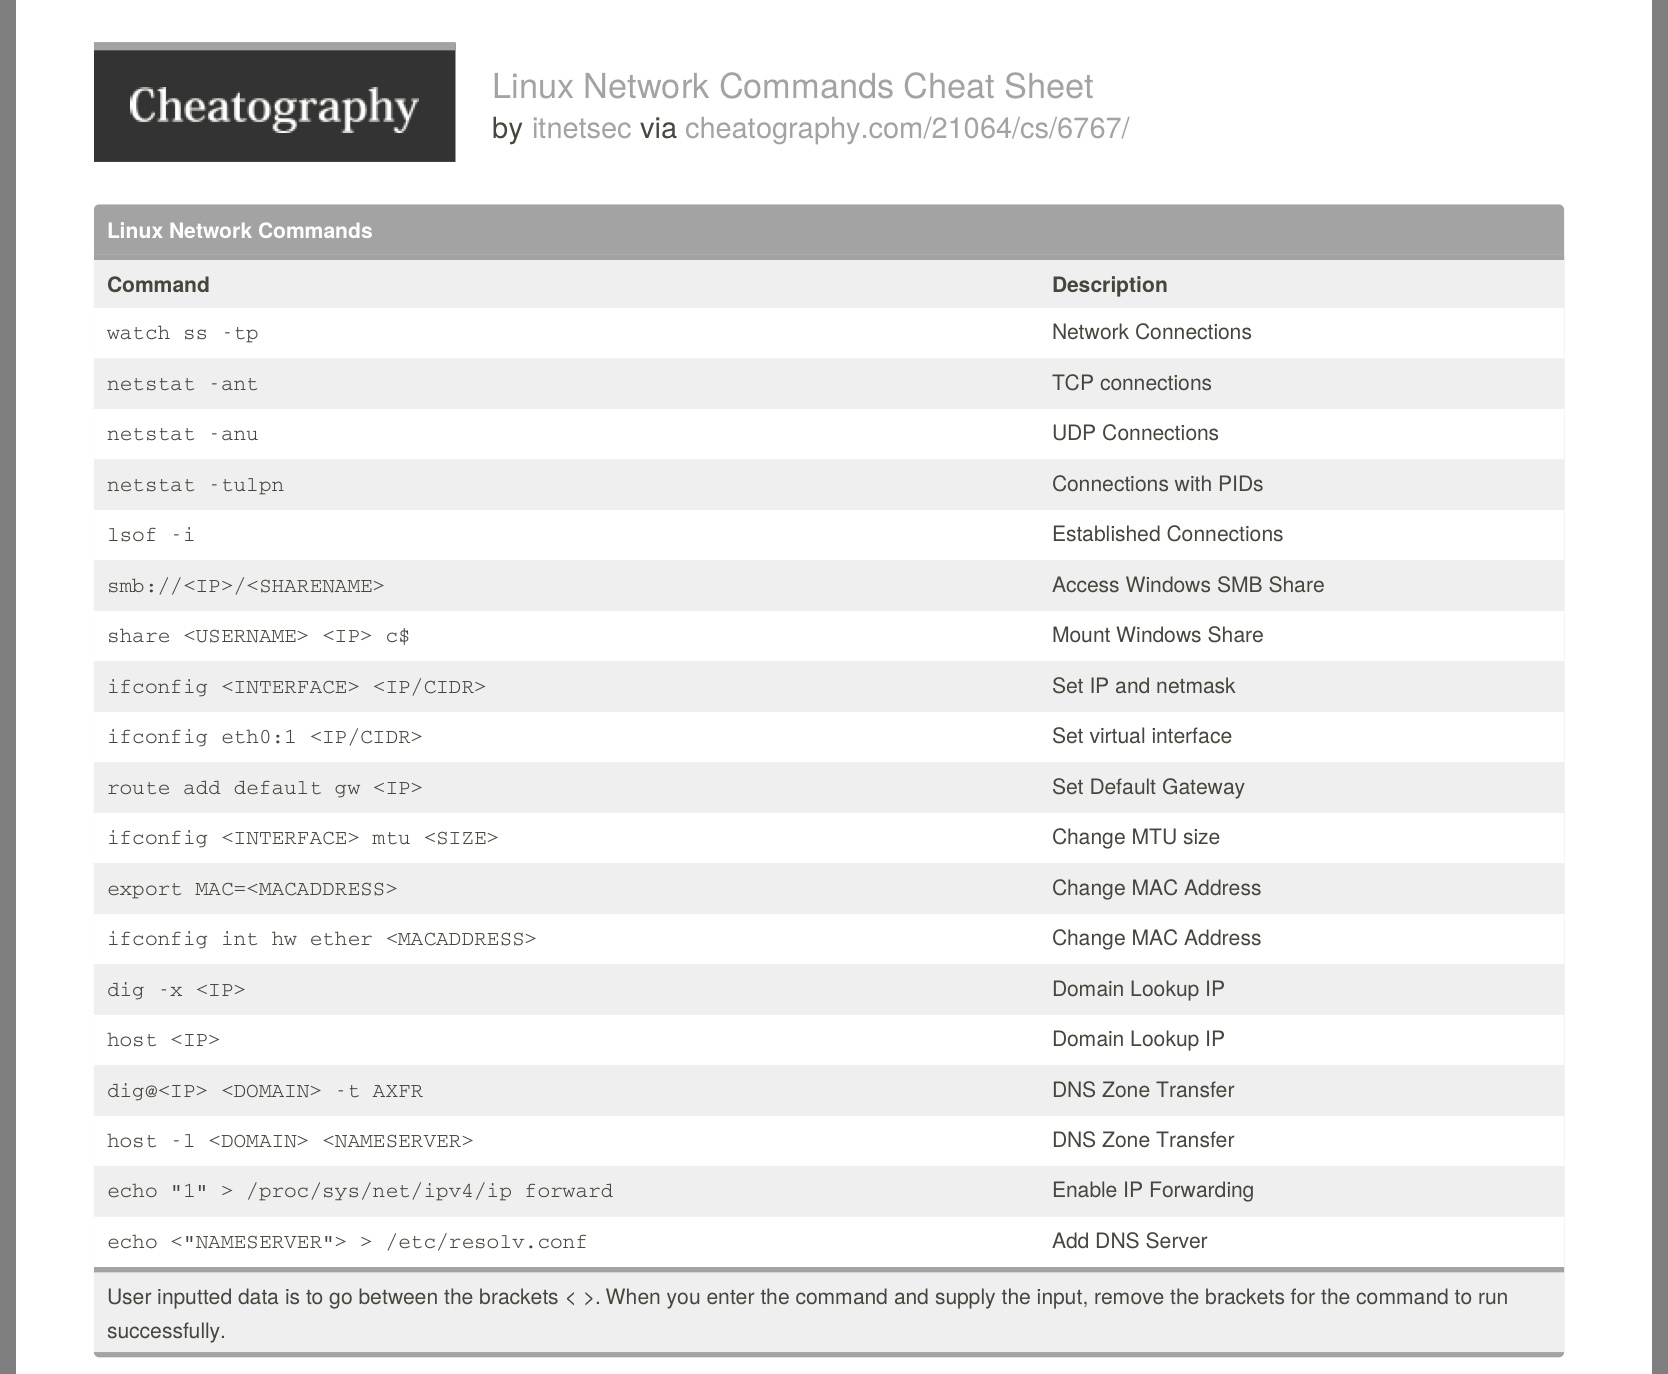 Cheatography
Linux Network Commands Cheat Sheet
by itnetsec via cheatography.com/21064/cs/6767/
Linux Network Commands
Command Description
watch ss -tp Network Connections
netstat -ant TCP connections
netstat -anu UDP Connections
netstat -tulpn Connections with PIDs
lsof -i Established Connections
smb://<IP>/<SHARENAME> Access Windows SMB Share
share <USERNAME> <IP> c$ Mount Windows Share
ifconfig <INTERFACE> <IP/CIDR> Set IP and netmask
ifconfig eth0:1 <IP/CIDR> Set virtual interface
route add default gw <IP> Set Default Gateway
ifconfig <INTERFACE> mtu <SIZE> Change MTU size
export MAC=<MACADDRESS> Change MAC Address
ifconfig int hw ether <MACADDRESS> Change MAC Address
dig -x <IP> Domain Lookup IP
host <IP> Domain Lookup IP
dig@<IP> <DOMAIN> -t AXFR DNS Zone Transfer
host -l <DOMAIN> <NAMESERVER> DNS Zone Transfer
echo "1" > /proc/sys/net/ipv4/ip forward Enable IP Forwarding
echo <"NAMESERVER"> > /etc/resolv.conf Add DNS Server
User inputted data is to go between the brackets < >. When you enter the command and supply the input, remove the brackets for the command to run
successfully.